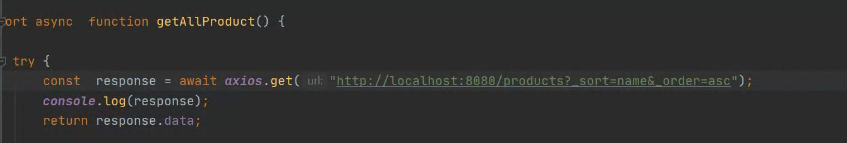 ort async  function getAllProduct() {
try {
const  response = await axios.get( url: "http://localhost:8080/products?_sort=name&_order=asc");
console.log(response);
return response.data;